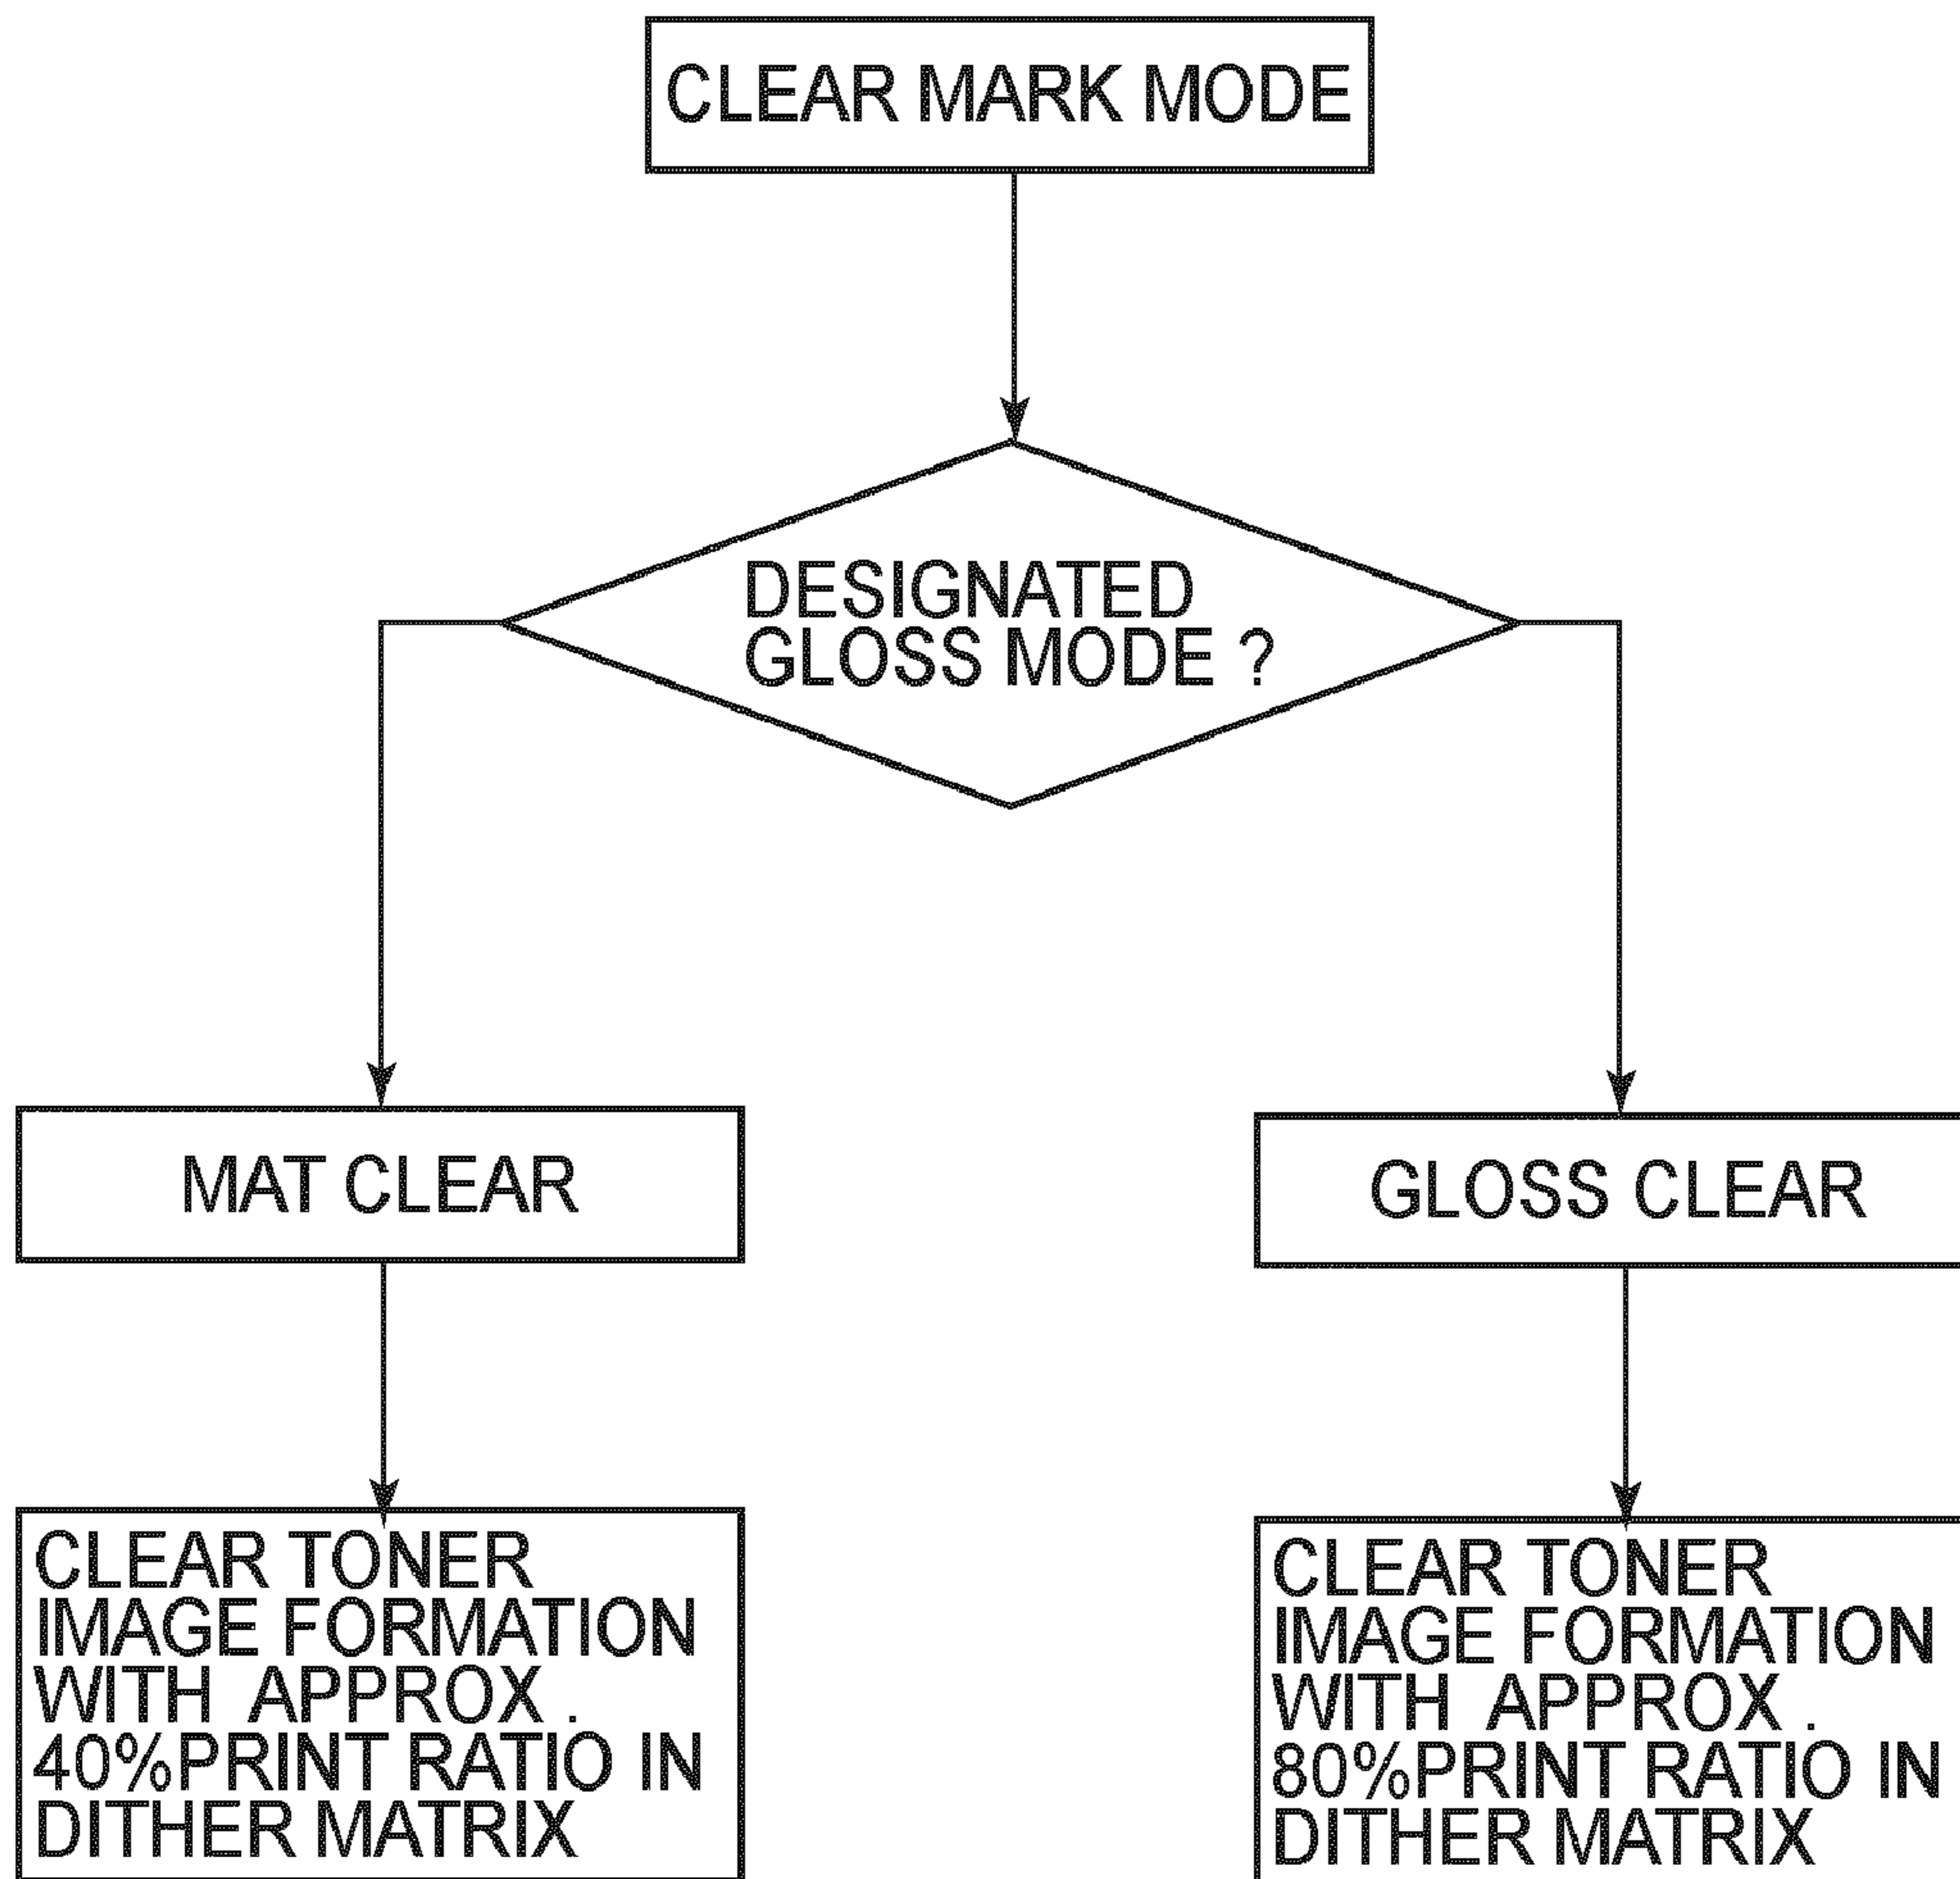 CLEAR MARK MODE
DESIGNATED
GLOSS MODE ?
MAT CLEAR
GLOSS CLEAR
CLEAR TONER
IMAGE FORMATION
WITH APPROX .
40%PRINT RATIO IN
DITHER MATRIX
CLEAR TONER
IMAGE FORMATION
WITH APPROX .
80%PRINT RATIO IN
DITHER MATRIX